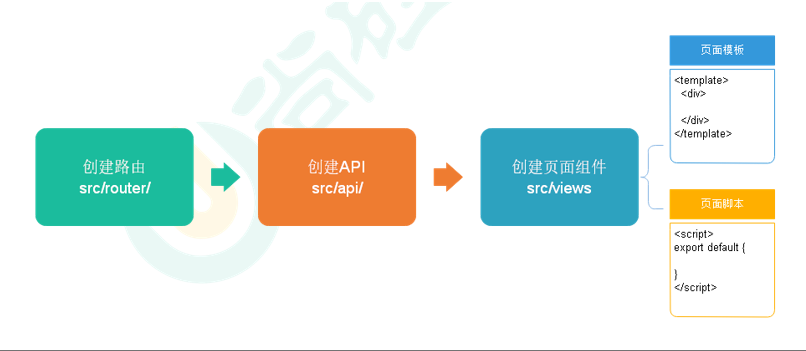 创建路由
src/router/
创建API
src/api/
创建页面组件
src/views
页面模板
<template>
<div>
</div>
</template>
页面脚本
<script>
export default {
}
</script>